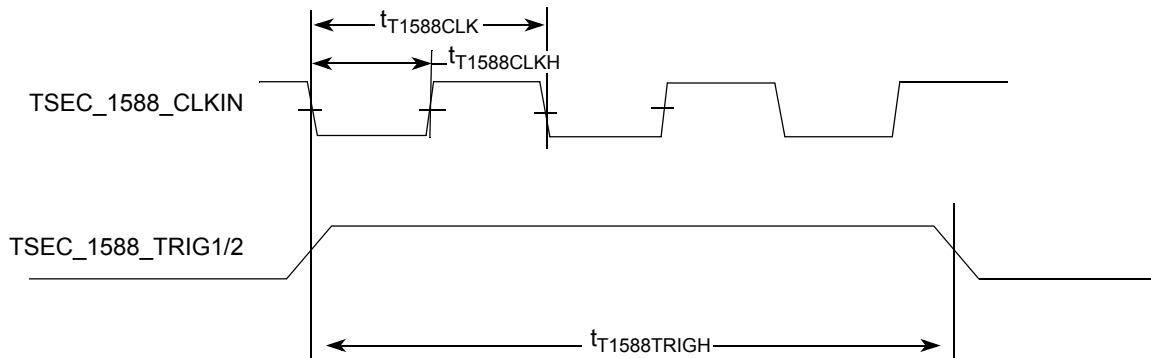 tT1588CLK
tT1588CLKH
TSEC_1588_CLKIN
TSEC_1588_TRIG1/2
tT1588TRIGH